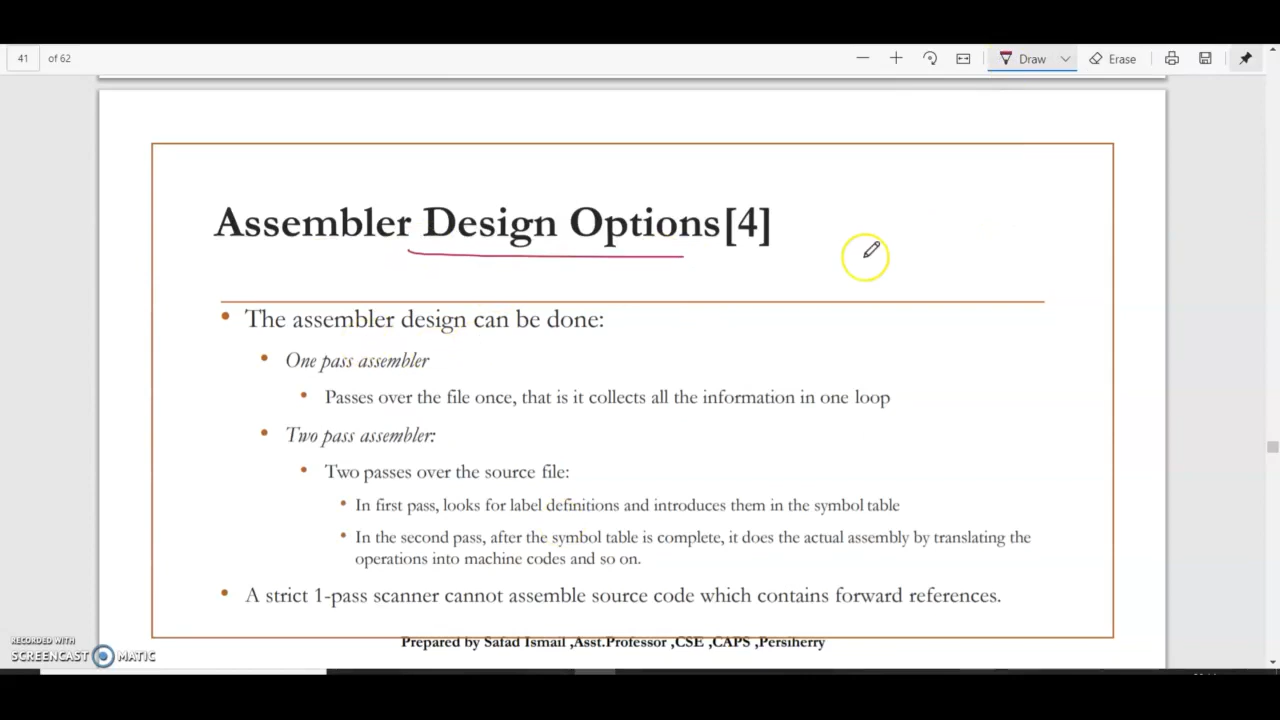 41 of 62 Draw Erase
Assembler Design Options[4]
• The assembler design can be done:
• One pass assembler
• Passes over the file once, that is it collects all the information in one loop
• Two pass assembler:
• Two passes over the source file:
• In first pass, looks for label definitions and introduces them in the symbol table
• In the second pass, after the symbol table is complete, it does the actual assembly by translating the
operations into machine codes and so on.
• A strict 1-pass scanner cannot assemble source code which contains forward references.
Prepared by Safad Ismail ,Asst.Professor ,CSE ,CAPS ,Persiherry
RECORDED WITH
SCREENCAST MATIC